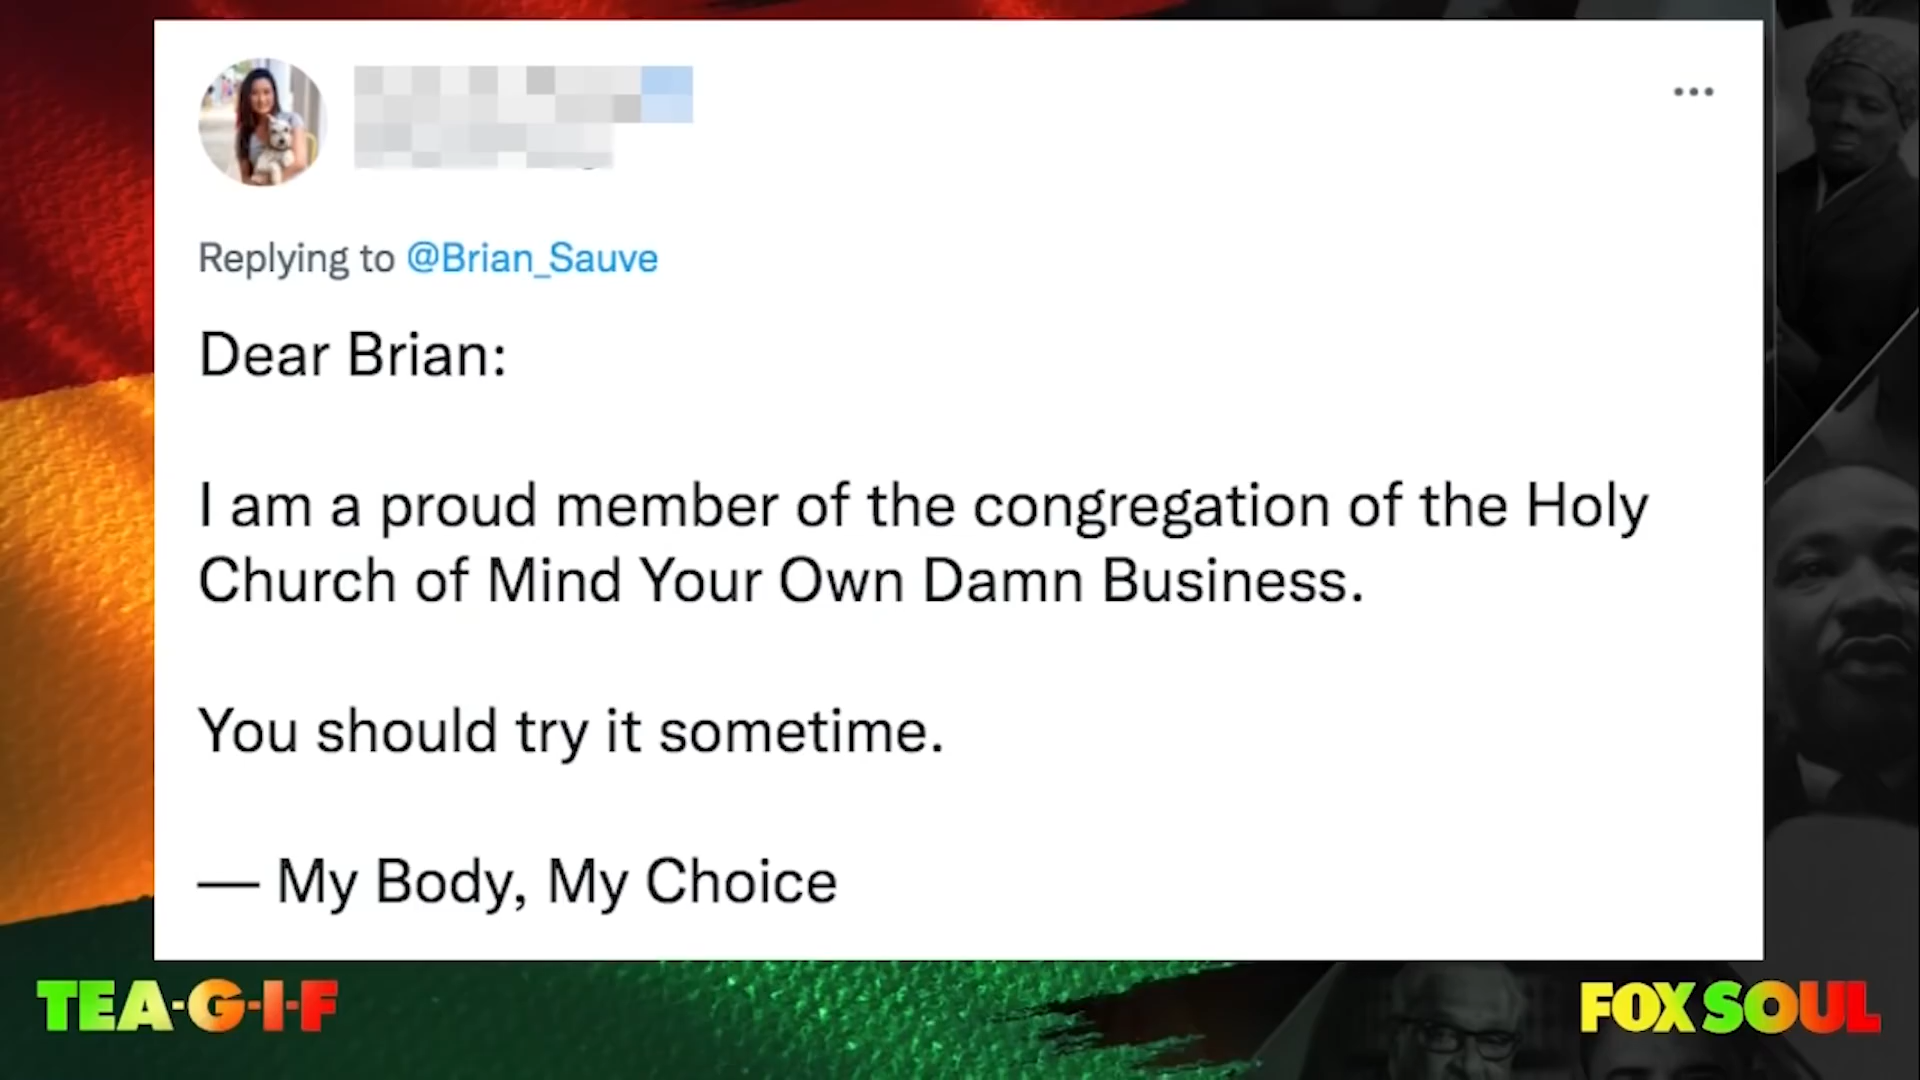 Replying to @Brian_Sauve
Dear Brian:
I am a proud member of the congregation of the Holy
Church of Mind Your Own Damn Business.
You should try it sometime.
— My Body, My Choice
TEA-G-I-F
FOX SOUL